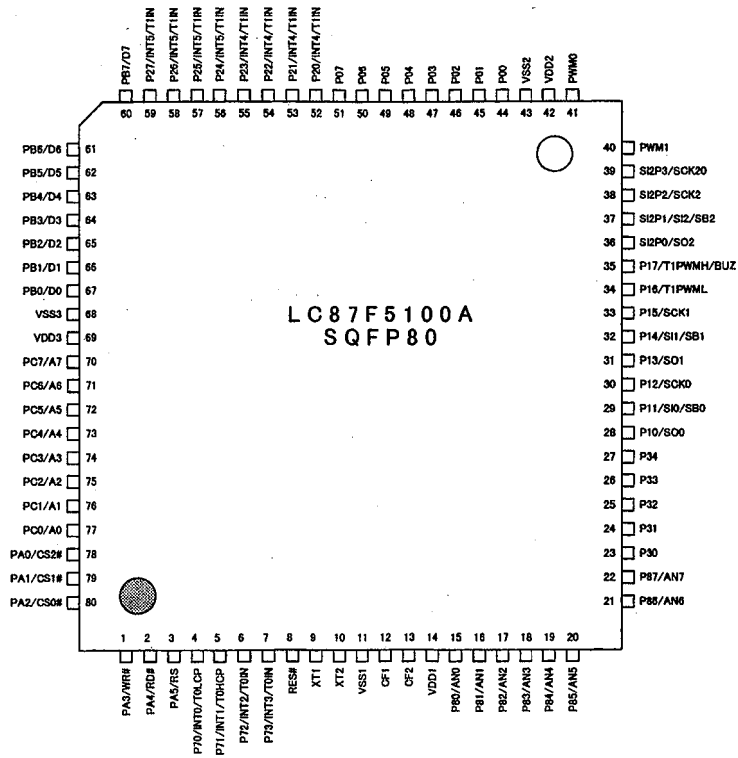 PB7/D7
P27/INT5/T1IN
P26/INT5/T1IN
P25/INT5/T1IN
P24/INT5/T1IN
P23/INT4/T1IN
P22/INT4/T1IN
P21/INT4/T1IN
P20/INT4/T1IN
P07
P06
P05
P04
P03
P02
P01
P00
VSS2
VDD2
PWM0
60 59 58 57 56 55 54 53 52 51 50 49 48 47 46 45 44 43 42 41
PB6/D6 61
PB5/D5 62
PB4/D4 63
PB3/D3 64
PB2/D2 65
PB1/D1 66
PB0/D0 67
VSS3 68
VDD3 69
PC7/A7 70
PC6/A6 71
PC5/A5 72
PC4/A4 73
PC3/A3 74
PC2/A2 75
PC1/A1 76
PC0/A0 77
PA0/CS2# 78
PA1/CS1# 79
PA2/CS0# 80
LC87F5100A
SQFP80
40 PWM1
39 SI2P3/SCK20
38 SI2P2/SCK2
37 SI2P1/SI2/SB2
36 SI2P0/SO2
35 P17/T1PWMH/BUZ
34 P16/T1PWML
33 P15/SCK1
32 P14/SI1/SB1
31 P13/SO1
30 P12/SCK0
29 P11/SI0/SB0
28 P10/SO0
27 P34
26 P33
25 P32
24 P31
23 P30
22 P87/AN7
21 P86/AN6
1 2 3 4 5 6 7 8 9 10 11 12 13 14 15 16 17 18 19 20
PA3/WR#
PA4/RD#
PA5/RS
P70/INT0/T0LCP
P71/INT1/T0HCP
P72/INT2/T0IN
P73/INT3/T0IN
RES#
XT1
XT2
VSS1
CF1
CF2
VDD1
P80/AN0
P81/AN1
P82/AN2
P83/AN3
P84/AN4
P85/AN5